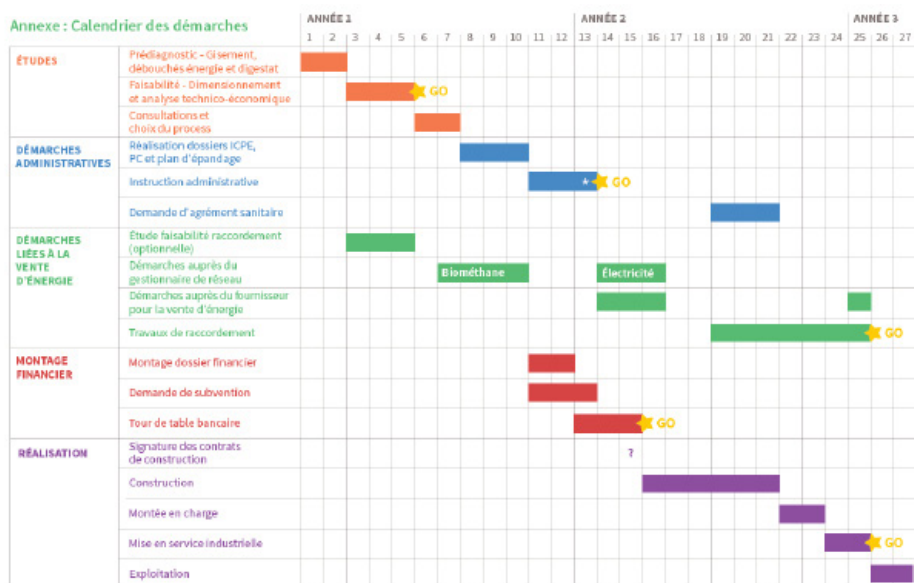 Annexe : Calendrier des démarches
ANNÉE 1
ANNÉE 2
ANNÉE 3
1 2 3 4 5 6 7 8 9 10 11 12 13 14 15 16 17 18 19 20 21 22 23 24 25 26 27
ÉTUDES
Prédiagnostic - Gisement,
débouchés énergie et digestat
Faisabilité - Dimensionnement
et analyse technico-économique
GO
Consultations et
choix du process
DÉMARCHES
ADMINISTRATIVES
Réalisation dossiers ICPE,
PC et plan d'épandage
Instruction administrative
*
GO
Demande d'agrément sanitaire
DÉMARCHES
LIÉES À LA
VENTE
D'ÉNERGIE
Étude faisabilité raccordement
(optionnelle)
Démarches auprès du
gestionnaire de réseau
Biométhane
Électricité
Démarches auprès du fournisseur
pour la vente d'énergie
Travaux de raccordement
GO
MONTAGE
FINANCIER
Montage dossier financier
Demande de subvention
Tour de table bancaire
GO
RÉALISATION
Signature des contrats
de construction
?
Construction
Montée en charge
Mise en service industrielle
GO
Exploitation